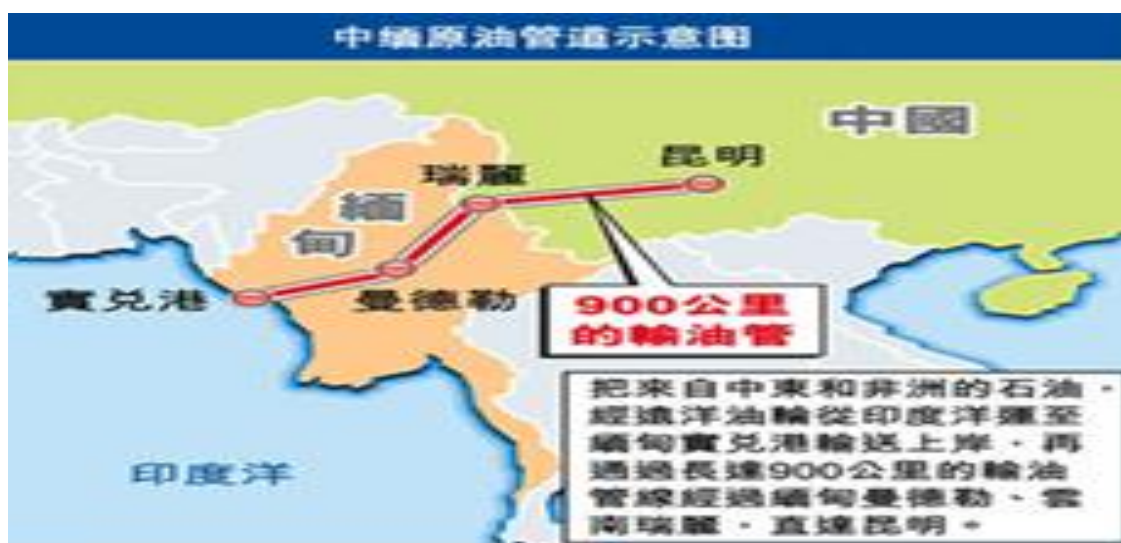 中缅原油管道示意图
中國
昆明
瑞麗
緬
甸
實兌港
曼德勒
900公里
的輸油管
印度洋
把來自中東和非洲的石油，
經遠洋油輪從印度洋運至
緬甸實兌港輸送上岸，再
通過長達900公里的輸油
管線經過緬甸曼德勒、雲
南瑞麗，直達昆明。